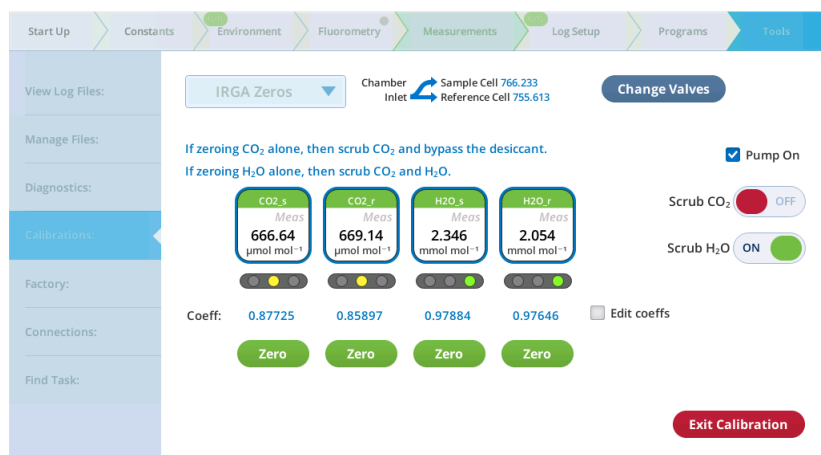 Start Up
Constants
Environment
Fluorometry
Measurements
Log Setup
Programs
Tools
View Log Files:
Manage Files:
Diagnostics:
Calibrations:
Factory:
Connections:
Find Task:
IRGA Zeros
Chamber Sample Cell 766.233
Inlet Reference Cell 755.613
Change Valves
If zeroing CO₂ alone, then scrub CO₂ and bypass the desiccant.
If zeroing H₂O alone, then scrub CO₂ and H₂O.
Pump On
Scrub CO₂ OFF
Scrub H₂O ON
CO2_s CO2_r H2O_s H2O_r
Meas Meas Meas Meas
666.64 669.14 2.346 2.054
µmol mol⁻¹ µmol mol⁻¹ mmol mol⁻¹ mmol mol⁻¹
Coeff: 0.87725 0.85897 0.97884 0.97646 Edit coeffs
Zero Zero Zero Zero
Exit Calibration